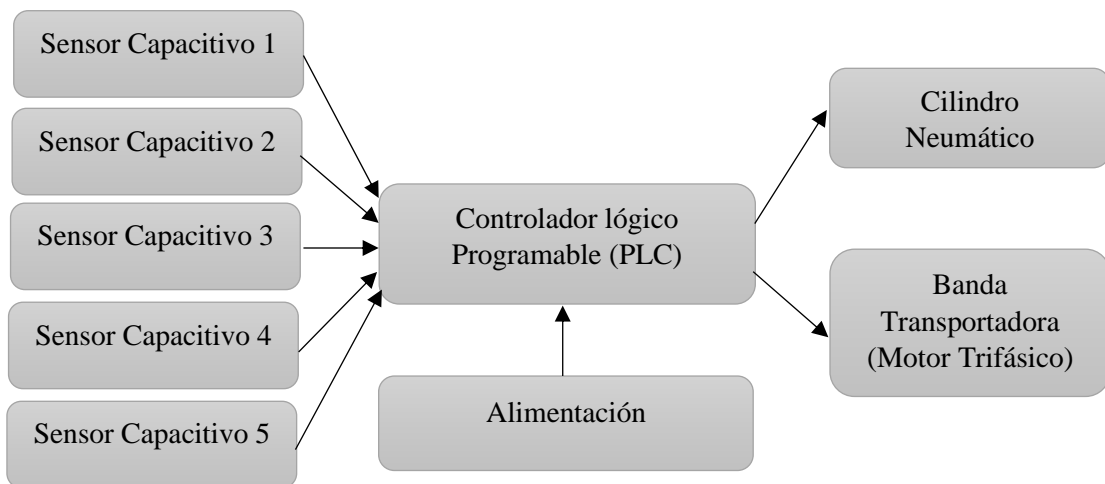 Sensor Capacitivo 1
Sensor Capacitivo 2
Sensor Capacitivo 3
Sensor Capacitivo 4
Sensor Capacitivo 5
Controlador lógico
Programable (PLC)
Alimentación
Cilindro
Neumático
Banda
Transportadora
(Motor Trifásico)